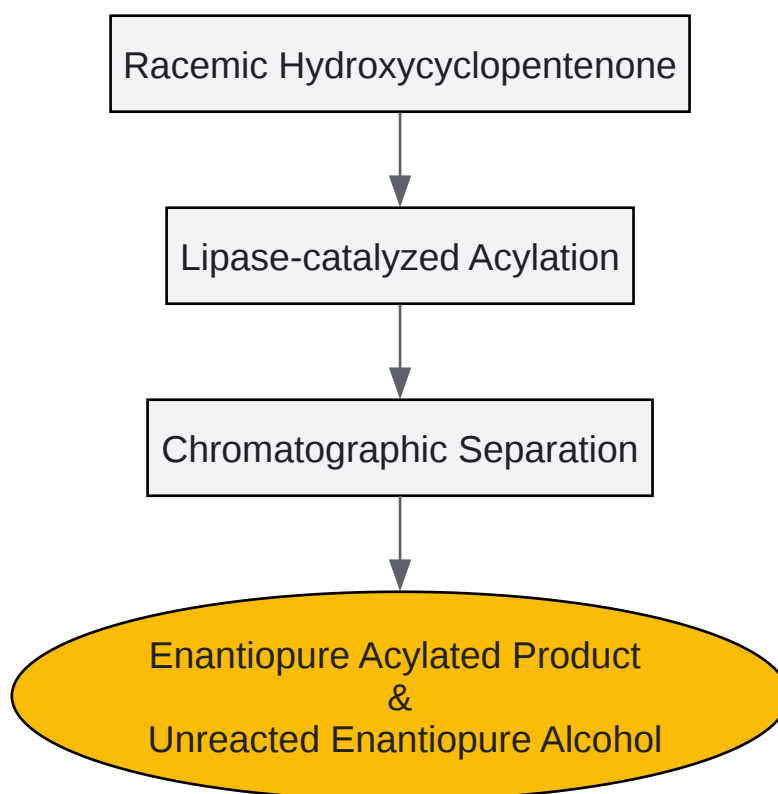 Racemic Hydroxycyclopentenone
Lipase-catalyzed Acylation
Chromatographic Separation
Enantiopure Acylated Product
&
Unreacted Enantiopure Alcohol